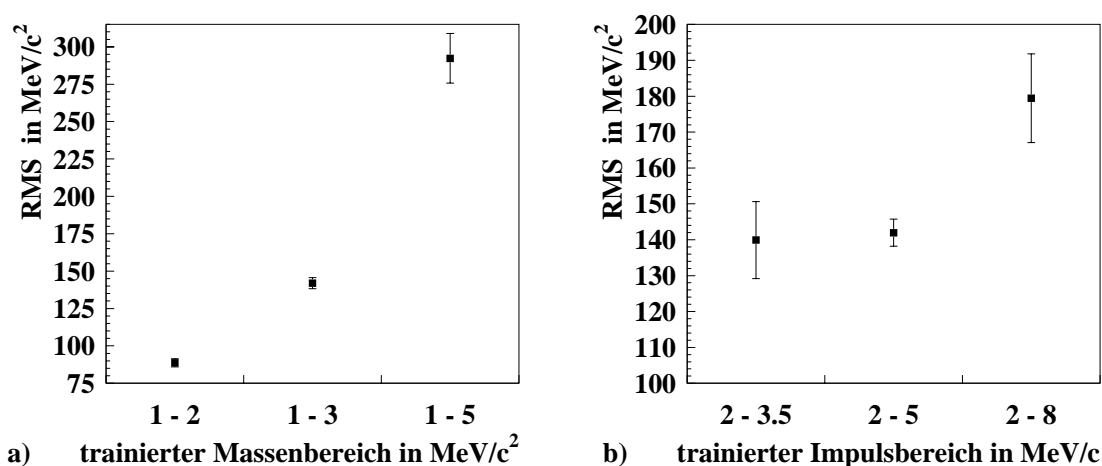 RMS in MeV/c²
300
275
250
225
200
175
150
125
100
75
1 - 2
1 - 3
1 - 5
a) trainierter Massenbereich in MeV/c²
RMS in MeV/c²
200
190
180
170
160
150
140
130
120
110
100
2 - 3.5
2 - 5
2 - 8
b) trainierter Impulsbereich in MeV/c